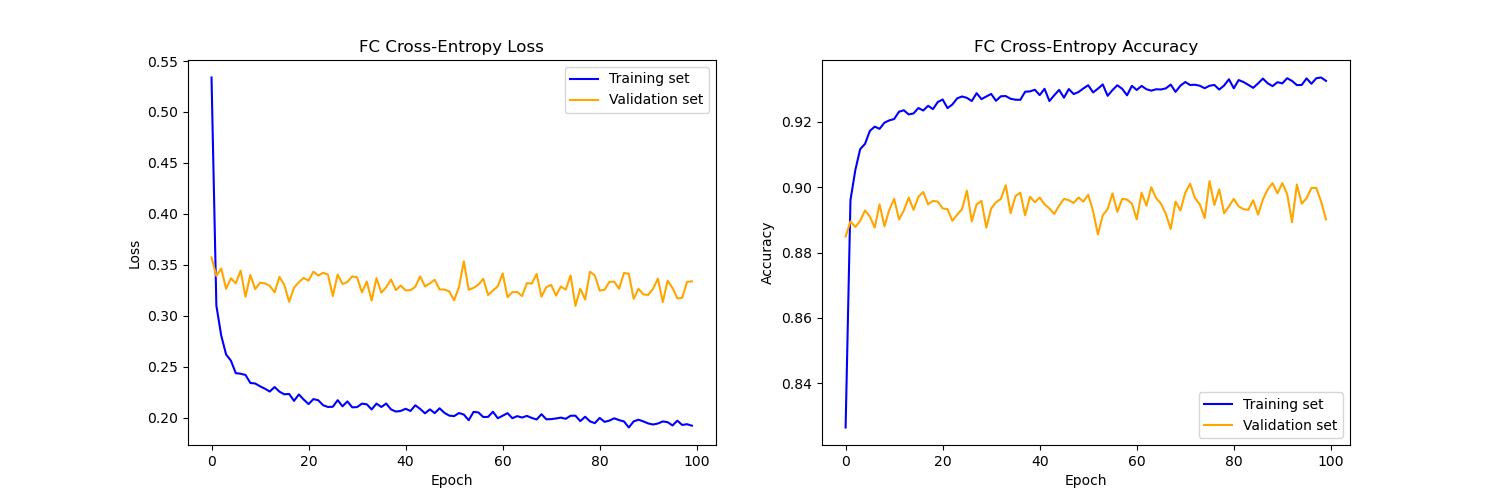 FC Cross-Entropy Loss
Loss
0.55
0.50
0.45
0.40
0.35
0.30
0.25
0.20
Training set
Validation set
0 20 40 60 80 100
Epoch
FC Cross-Entropy Accuracy
Accuracy
0.92
0.90
0.88
0.86
0.84
Training set
Validation set
0 20 40 60 80 100
Epoch